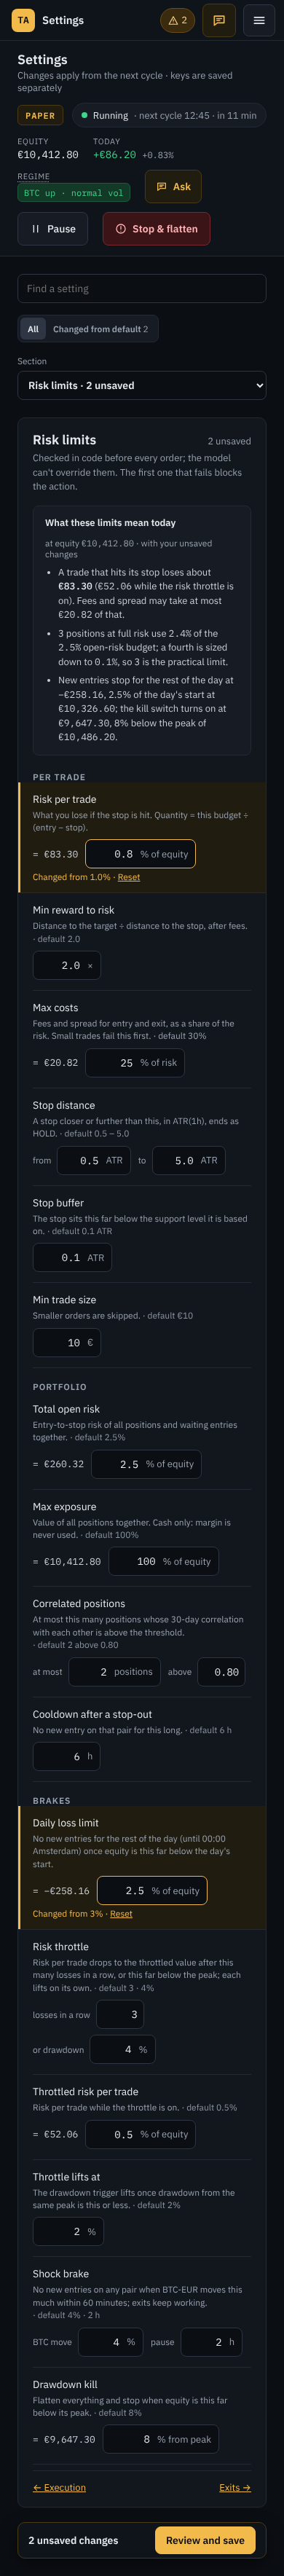 TA Settings 2
Settings
Changes apply from the next cycle · keys are saved
separately
PAPER Running · next cycle 12:45 · in 11 min
EQUITY TODAY
€10,412.80 +€86.20 +0.83%
REGIME
BTC up · normal vol Ask
Pause Stop & flatten
Find a setting
All Changed from default 2
Section
Risk limits · 2 unsaved
Risk limits 2 unsaved
Checked in code before every order; the model
can't override them. The first one that fails blocks
the action.
What these limits mean today
at equity €10,412.80 · with your unsaved
changes
• A trade that hits its stop loses about
€83.30 (€52.06 while the risk throttle is
on). Fees and spread may take at most
€20.82 of that.
• 3 positions at full risk use 2.4% of the
2.5% open-risk budget; a fourth is sized
down to 0.1%, so 3 is the practical limit.
• New entries stop for the rest of the day at
−€258.16, 2.5% of the day's start at
€10,326.60; the kill switch turns on at
€9,647.30, 8% below the peak of
€10,486.20.
PER TRADE
Risk per trade
What you lose if the stop is hit. Quantity = this budget ÷
(entry − stop).
= €83.30 0.8 % of equity
Changed from 1.0% · Reset
Min reward to risk
Distance to the target ÷ distance to the stop, after fees.
· default 2.0
2.0 ×
Max costs
Fees and spread for entry and exit, as a share of the
risk. Small trades fail this first. · default 30%
= €20.82 25 % of risk
Stop distance
A stop closer or further than this, in ATR(1h), ends as
HOLD. · default 0.5 – 5.0
from 0.5 ATR to 5.0 ATR
Stop buffer
The stop sits this far below the support level it is based
on. · default 0.1 ATR
0.1 ATR
Min trade size
Smaller orders are skipped. · default €10
10 €
PORTFOLIO
Total open risk
Entry-to-stop risk of all positions and waiting entries
together. · default 2.5%
= €260.32 2.5 % of equity
Max exposure
Value of all positions together. Cash only: margin is
never used. · default 100%
= €10,412.80 100 % of equity
Correlated positions
At most this many positions whose 30-day correlation
with each other is above the threshold.
· default 2 above 0.80
at most 2 positions above 0.80
Cooldown after a stop-out
No new entry on that pair for this long. · default 6 h
6 h
BRAKES
Daily loss limit
No new entries for the rest of the day (until 00:00
Amsterdam) once equity is this far below the day's
start.
= −€258.16 2.5 % of equity
Changed from 3% · Reset
Risk throttle
Risk per trade drops to the throttled value after this
many losses in a row, or this far below the peak; each
lifts on its own. · default 3 · 4%
losses in a row 3
or drawdown 4 %
Throttled risk per trade
Risk per trade while the throttle is on. · default 0.5%
= €52.06 0.5 % of equity
Throttle lifts at
The drawdown trigger lifts once drawdown from the
same peak is this or less. · default 2%
2 %
Shock brake
No new entries on any pair when BTC-EUR moves this
much within 60 minutes; exits keep working.
· default 4% · 2 h
BTC move 4 % pause 2 h
Drawdown kill
Flatten everything and stop when equity is this far
below its peak. · default 8%
= €9,647.30 8 % from peak
← Execution Exits →
2 unsaved changes Review and save